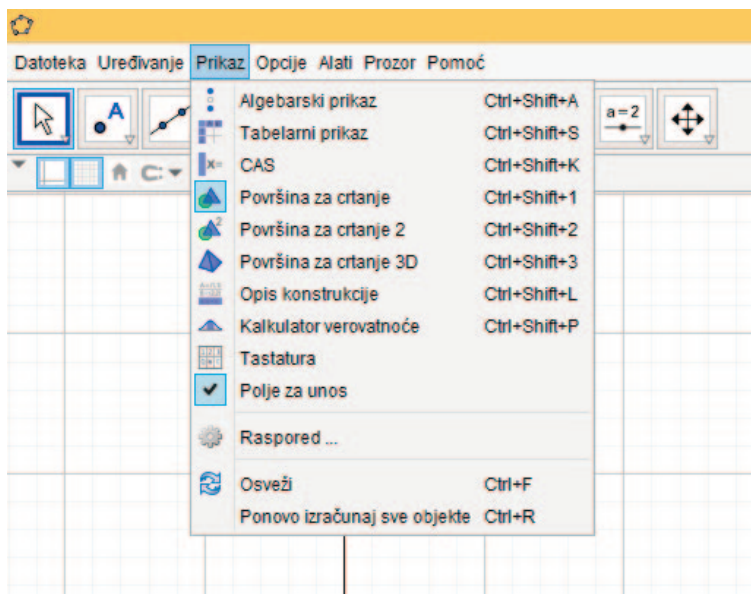 Datoteka Uređivanje Prikaz Opcije Alati Prozor Pomoć
A
a=2
Algebarski prikaz Ctrl+Shift+A
Tabelarni prikaz Ctrl+Shift+S
x= CAS Ctrl+Shift+K
Površina za crtanje Ctrl+Shift+1
2 Površina za crtanje 2 Ctrl+Shift+2
Površina za crtanje 3D Ctrl+Shift+3
Opis konstrukcije Ctrl+Shift+L
Kalkulator verovatnoće Ctrl+Shift+P
Tastatura
Polje za unos
Raspored ...
Osveži Ctrl+F
Ponovo izračunaj sve objekte Ctrl+R